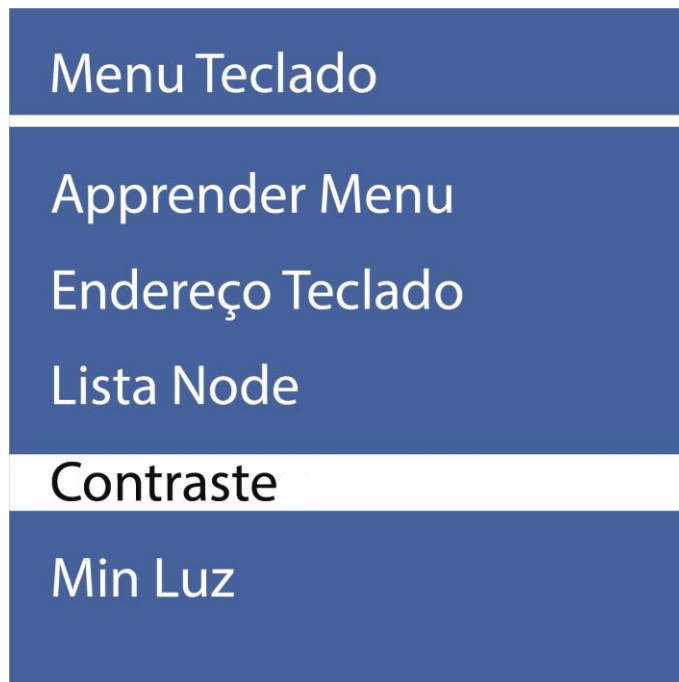 Menu Teclado
Apprender Menu
Endereço Teclado
Lista Node
Contraste
Min Luz